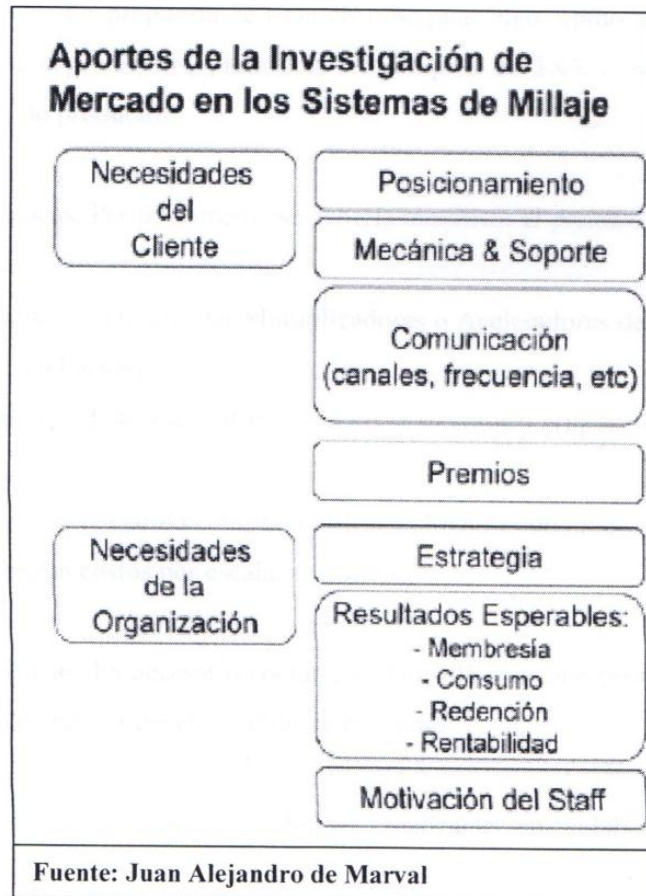 Aportes de la Investigación de
Mercado en los Sistemas de Millaje
Necesidades
del
Cliente
Posicionamiento
Mecánica & Soporte
Comunicación
(canales, frecuencia, etc)
Premios
Necesidades
de la
Organización
Estrategia
Resultados Esperables:
- Membresía
- Consumo
- Redención
- Rentabilidad
Motivación del Staff
Fuente: Juan Alejandro de Marval